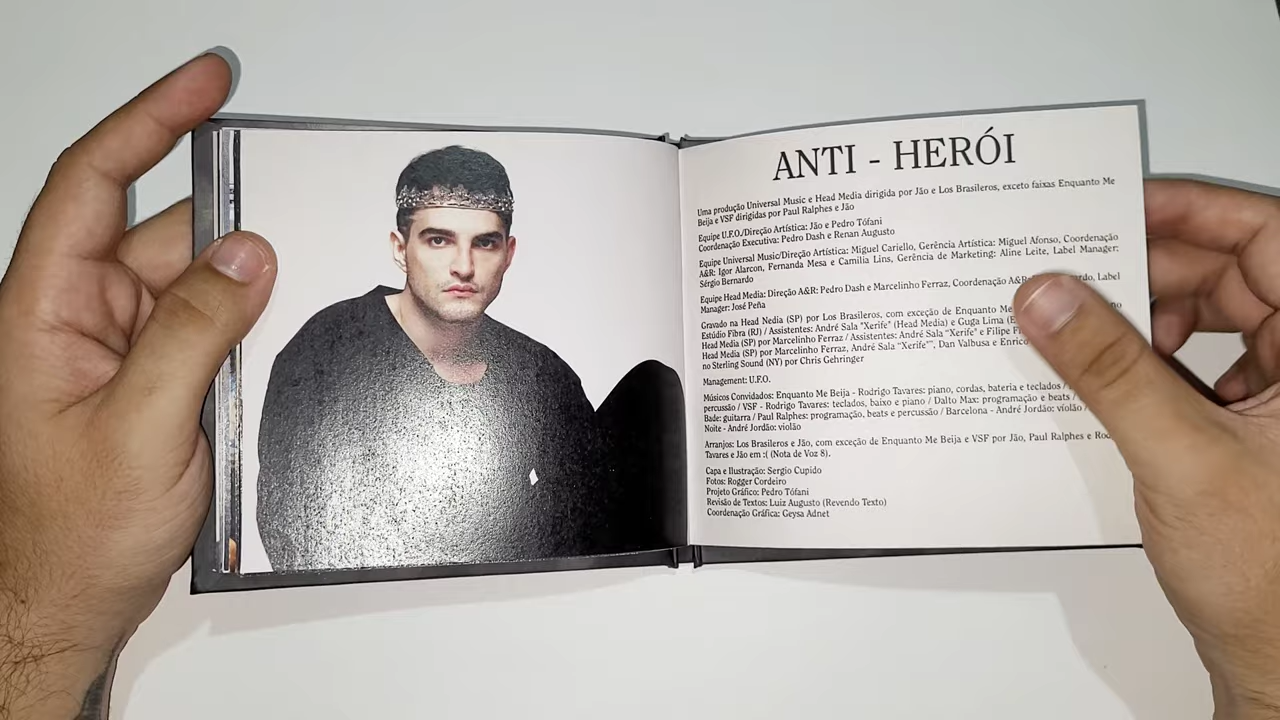 ANTI - HERÓI
Uma produção Universal Music e Head Media dirigida por Jão e Los Brasileros, exceto faixas Enquanto Me
Beija e VSF dirigidas por Paul Ralphes e Jão
Equipe U.F.O./Direção Artística: Jão e Pedro Tófani
Coordenação Executiva: Pedro Dash e Renan Augusto
Equipe Universal Music/Direção Artística: Miguel Cariello, Gerência Artística: Miguel Afonso, Coordenação
A&R: Igor Alarcon, Fernanda Mesa e Camilia Lins, Gerência de Marketing: Aline Leite, Label Manager:
Sérgio Bernardo
Equipe Head Media: Direção A&R: Pedro Dash e Marcelinho Ferraz, Coordenação Label
Manager: José Peña
Gravado na Head Nedia (SP) por Los Brasileros, com exceção de Enquanto Me no
Estúdio Fibra (RJ) / Assistentes: André Sala "Xerife" (Head Media) e Guga Lima
Head Media (SP) por Marcelinho Ferraz / Assistentes: André Sala "Xerife" e Filipe
Head Media (SP) por Marcelinho Ferraz, André Sala "Xerife"", Dan Valbusa e Enrico
no Sterling Sound (NY) por Chris Gehringer
Management: U.F.O.
Músicos Convidados: Enquanto Me Beija - Rodrigo Tavares: piano, cordas, bateria e teclados /
percussão / VSF - Rodrigo Tavares: teclados, baixo e piano / Dalto Max: programação e beats /
Bade: guitarra / Paul Ralphes: programação, beats e percussão / Barcelona - André Jordão: violão /
Noite - André Jordão: violão
Arranjos: Los Brasileros e Jão, com exceção de Enquanto Me Beija e VSF por Jão, Paul Ralphes e
Tavares e Jão em :( (Nota de Voz 8).
Capa e Ilustração: Sergio Cupido
Fotos: Rogger Cordeiro
Projeto Gráfico: Pedro Tófani
Revisão de Textos: Luiz Augusto (Revendo Texto)
Coordenação Gráfica: Geysa Adnet